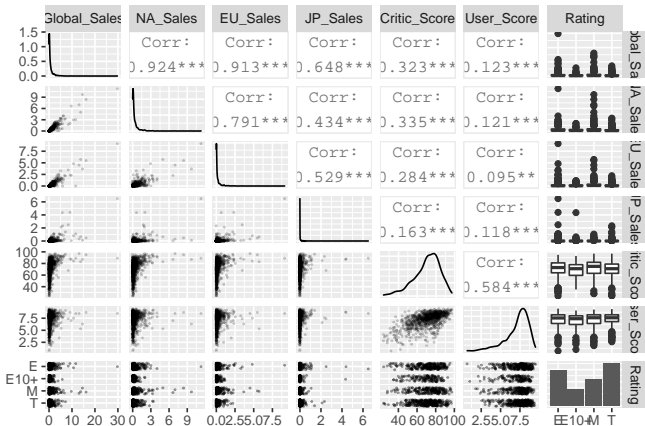 Global_Sales NA_Sales EU_Sales JP_Sales Critic_Score User_Score Rating
1.5
1.0
0.5
0.0
Corr: Corr: Corr: Corr: Corr:
0.924*** 0.913*** 0.648*** 0.323*** 0.123***
9
6
3
0
Corr: Corr: Corr: Corr:
0.791*** 0.434*** 0.335*** 0.121***
7.5
5.0
2.5
0.0
Corr: Corr: Corr:
0.529*** 0.284*** 0.095**
6
4
2
0
Corr: Corr:
0.163*** 0.118***
100
80
60
40
Corr:
0.584***
7.5
5.0
2.5
E
E10+
M
T
Rating
0 10 20 30 0 3 6 9 0.02.55.07.5 0 2 4 6 40 60 80100 2.55.07.5 E E10+ M T